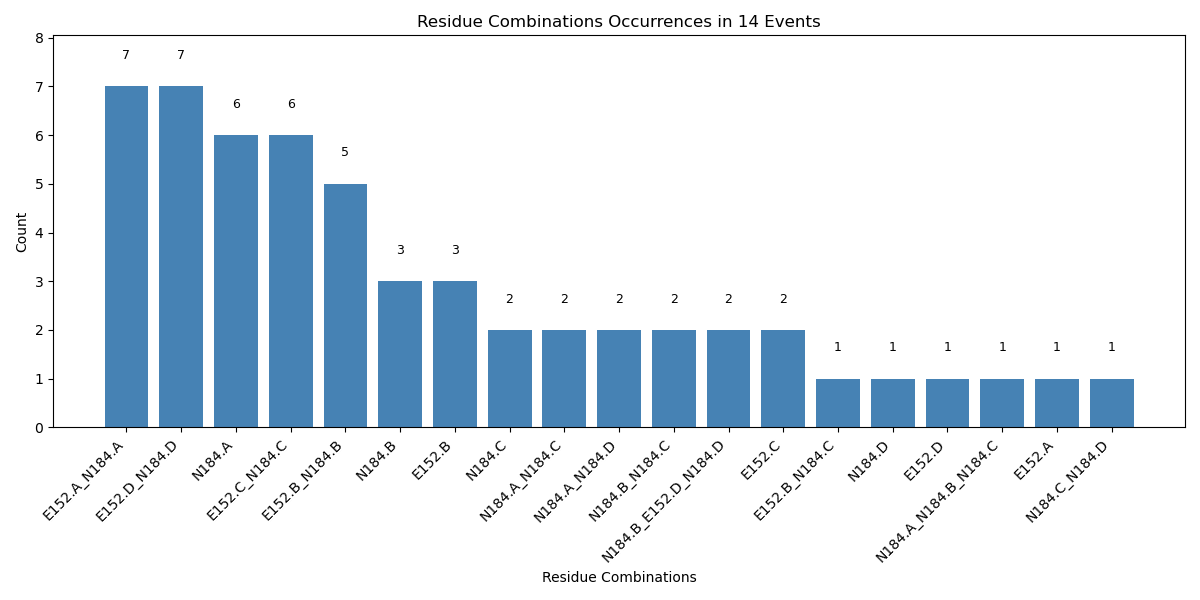 Residue Combinations Occurrences in 14 Events
8
7
6
5
4
3
2
1
0
Count
7
7
6
6
5
3
3
2
2
2
2
2
2
1
1
1
1
1
1
E152.A_N184.A
E152.D_N184.D
N184.A
E152.C_N184.C
E152.B_N184.B
N184.B
E152.B
N184.C
N184.A_N184.C
N184.A_N184.D
N184.B_N184.C
N184.B_E152.D_N184.D
E152.C
E152.B_N184.C
N184.D
E152.D
N184.A_N184.B_N184.C
E152.A
N184.C_N184.D
Residue Combinations